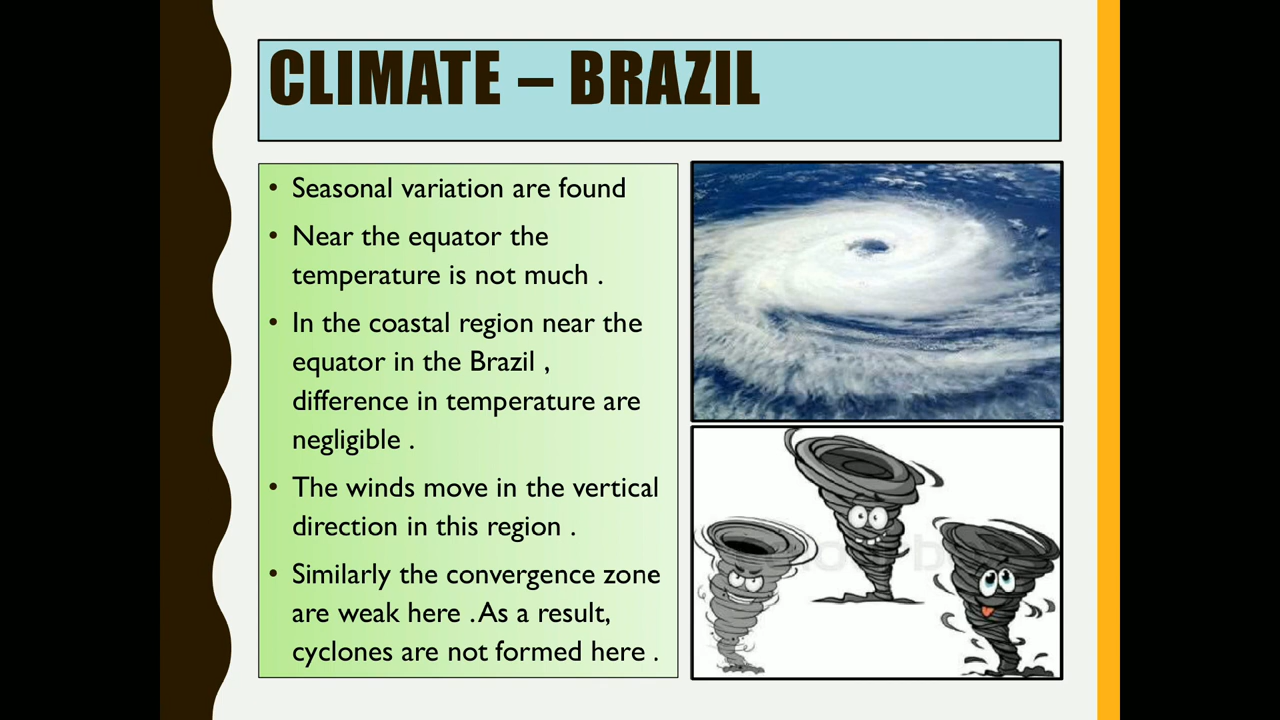 CLIMATE – BRAZIL
• Seasonal variation are found
• Near the equator the
temperature is not much .
• In the coastal region near the
equator in the Brazil ,
difference in temperature are
negligible .
• The winds move in the vertical
direction in this region .
• Similarly the convergence zone
are weak here . As a result,
cyclones are not formed here .